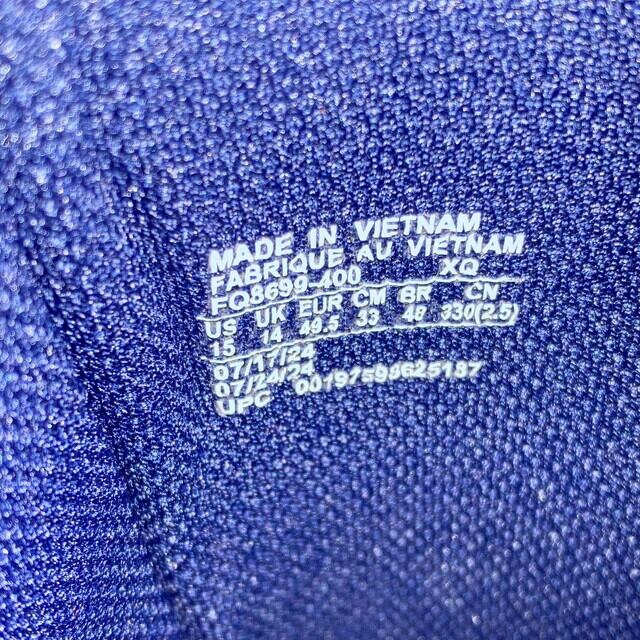 MADE IN VIETNAM
FABRIQUE AU VIETNAM
FQ8699-400 XQ
US UK EUR CM BR CN
15 14 49.5 33 48 330(2.5)
07/17/24
07/24/24
UPC